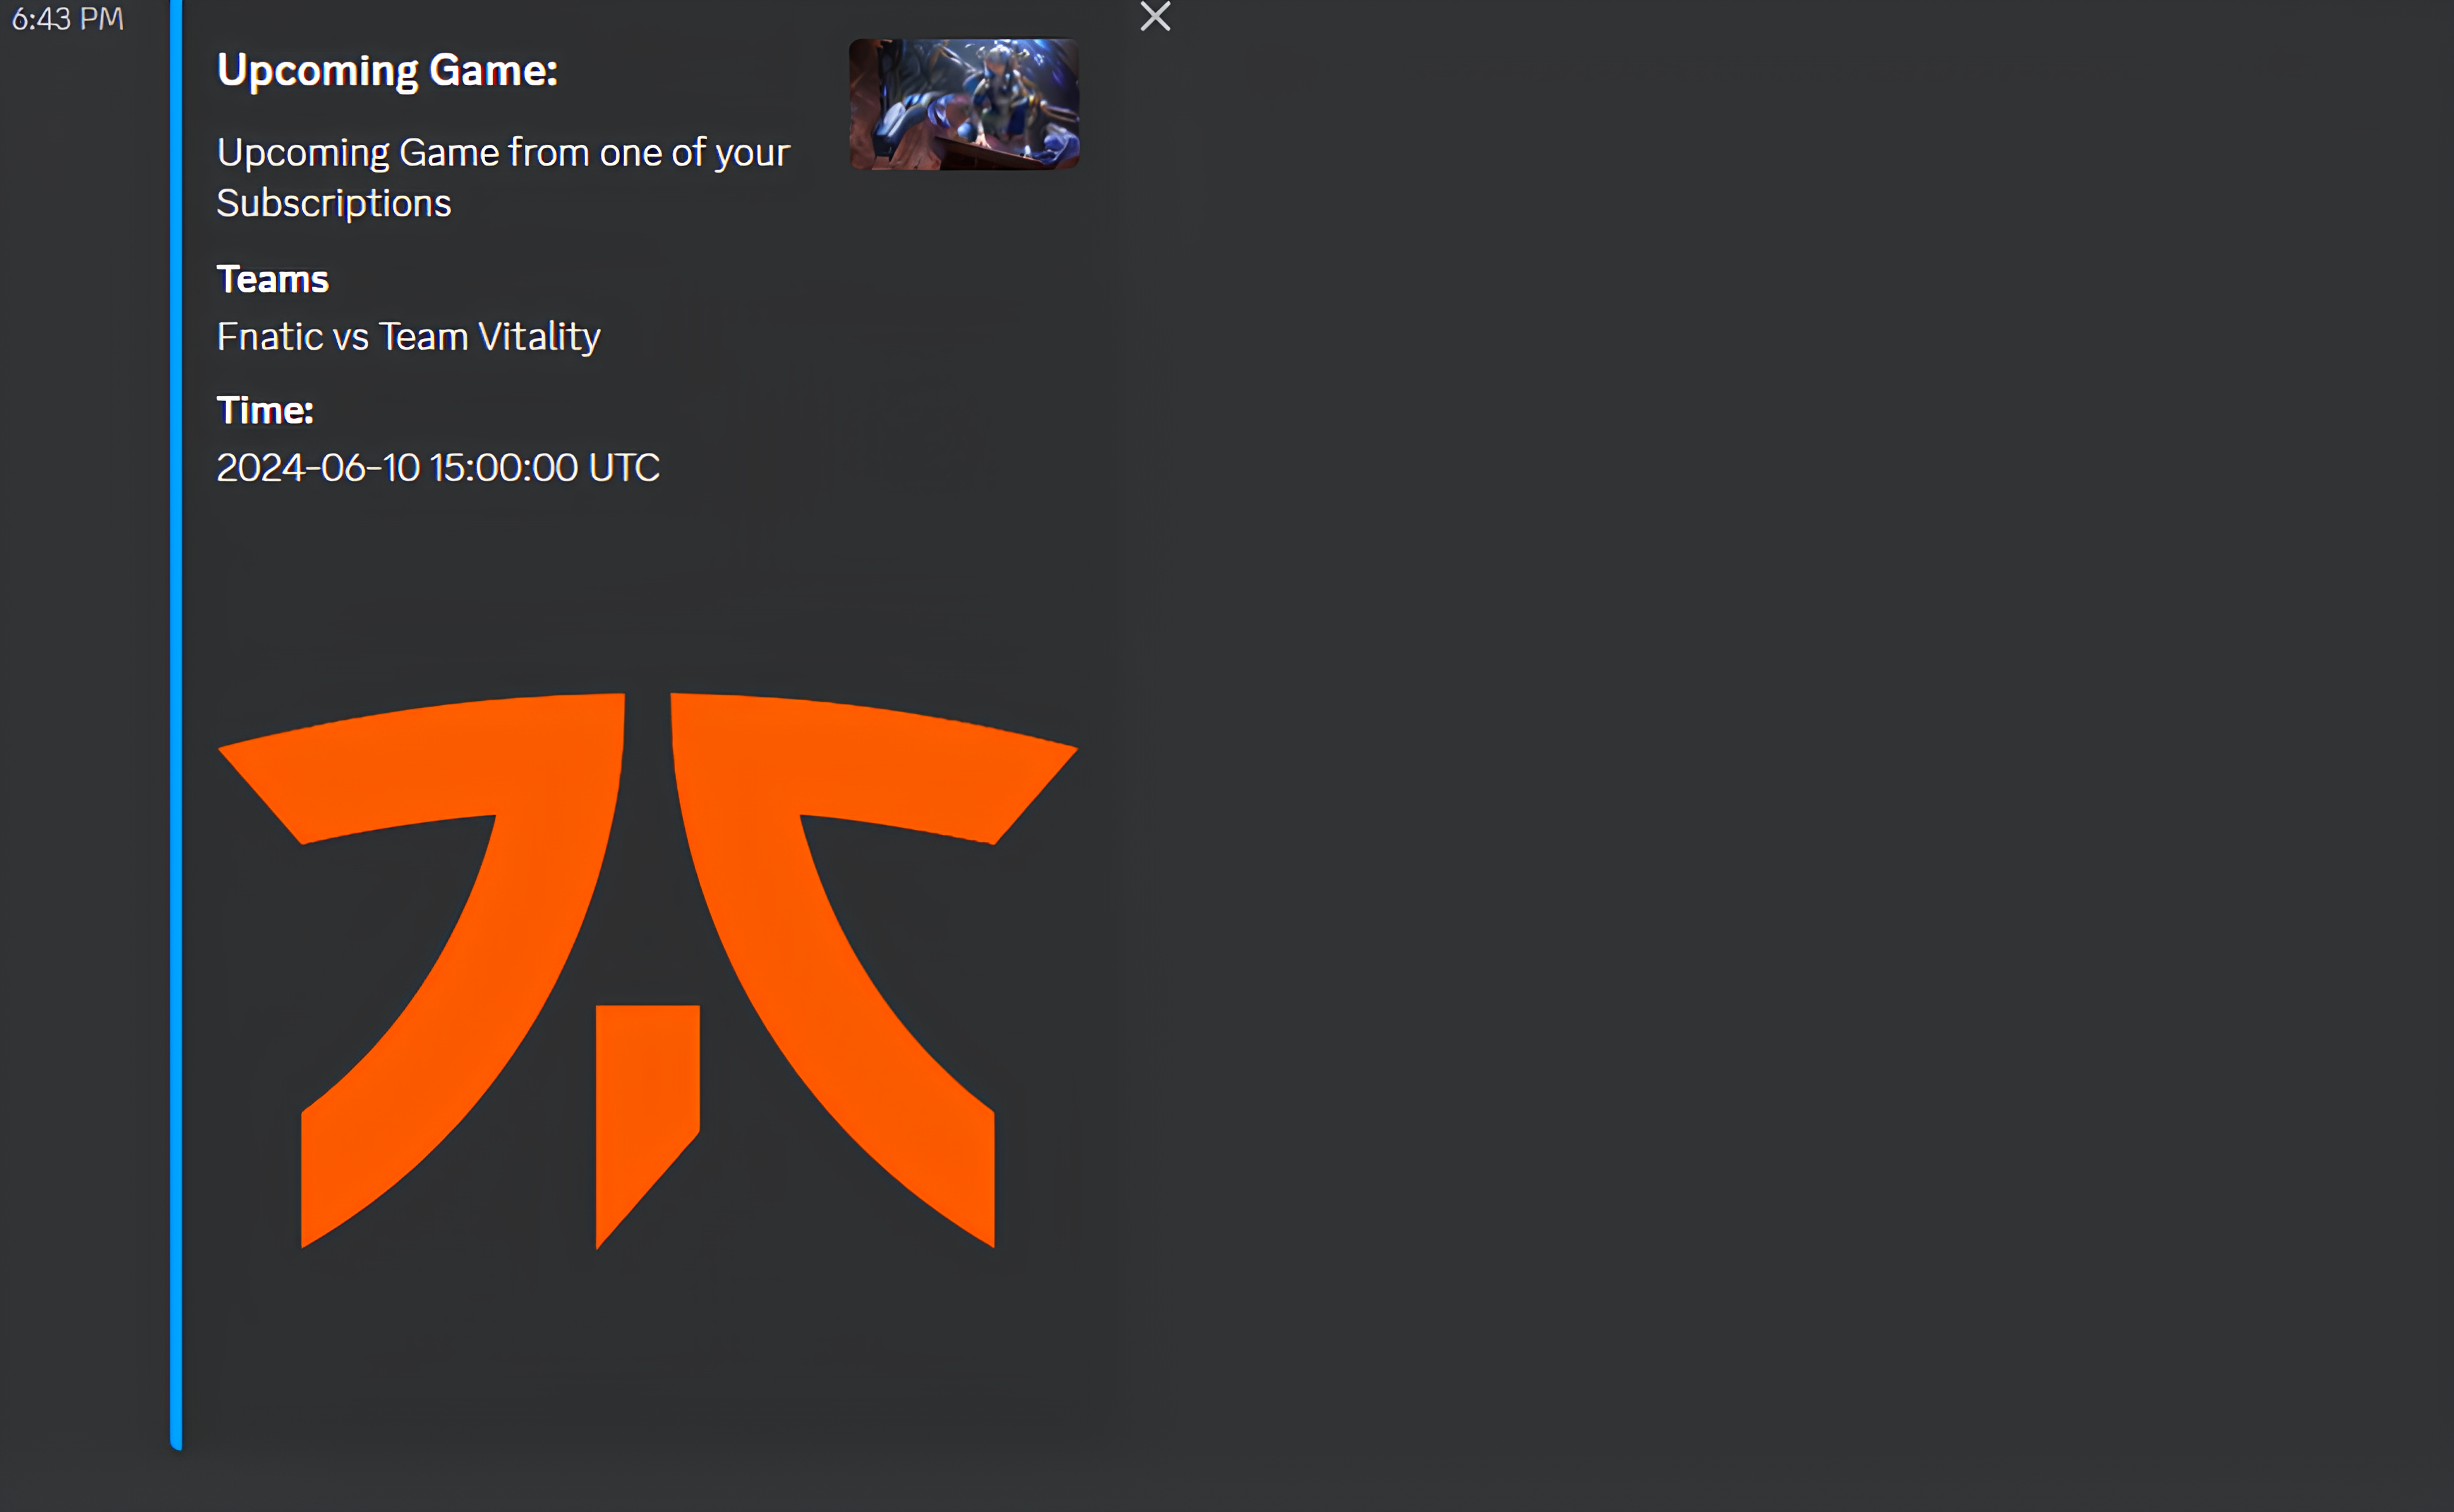 6:43 PM
Upcoming Game:
Upcoming Game from one of your
Subscriptions
Teams
Fnatic vs Team Vitality
Time:
2024-06-10 15:00:00 UTC